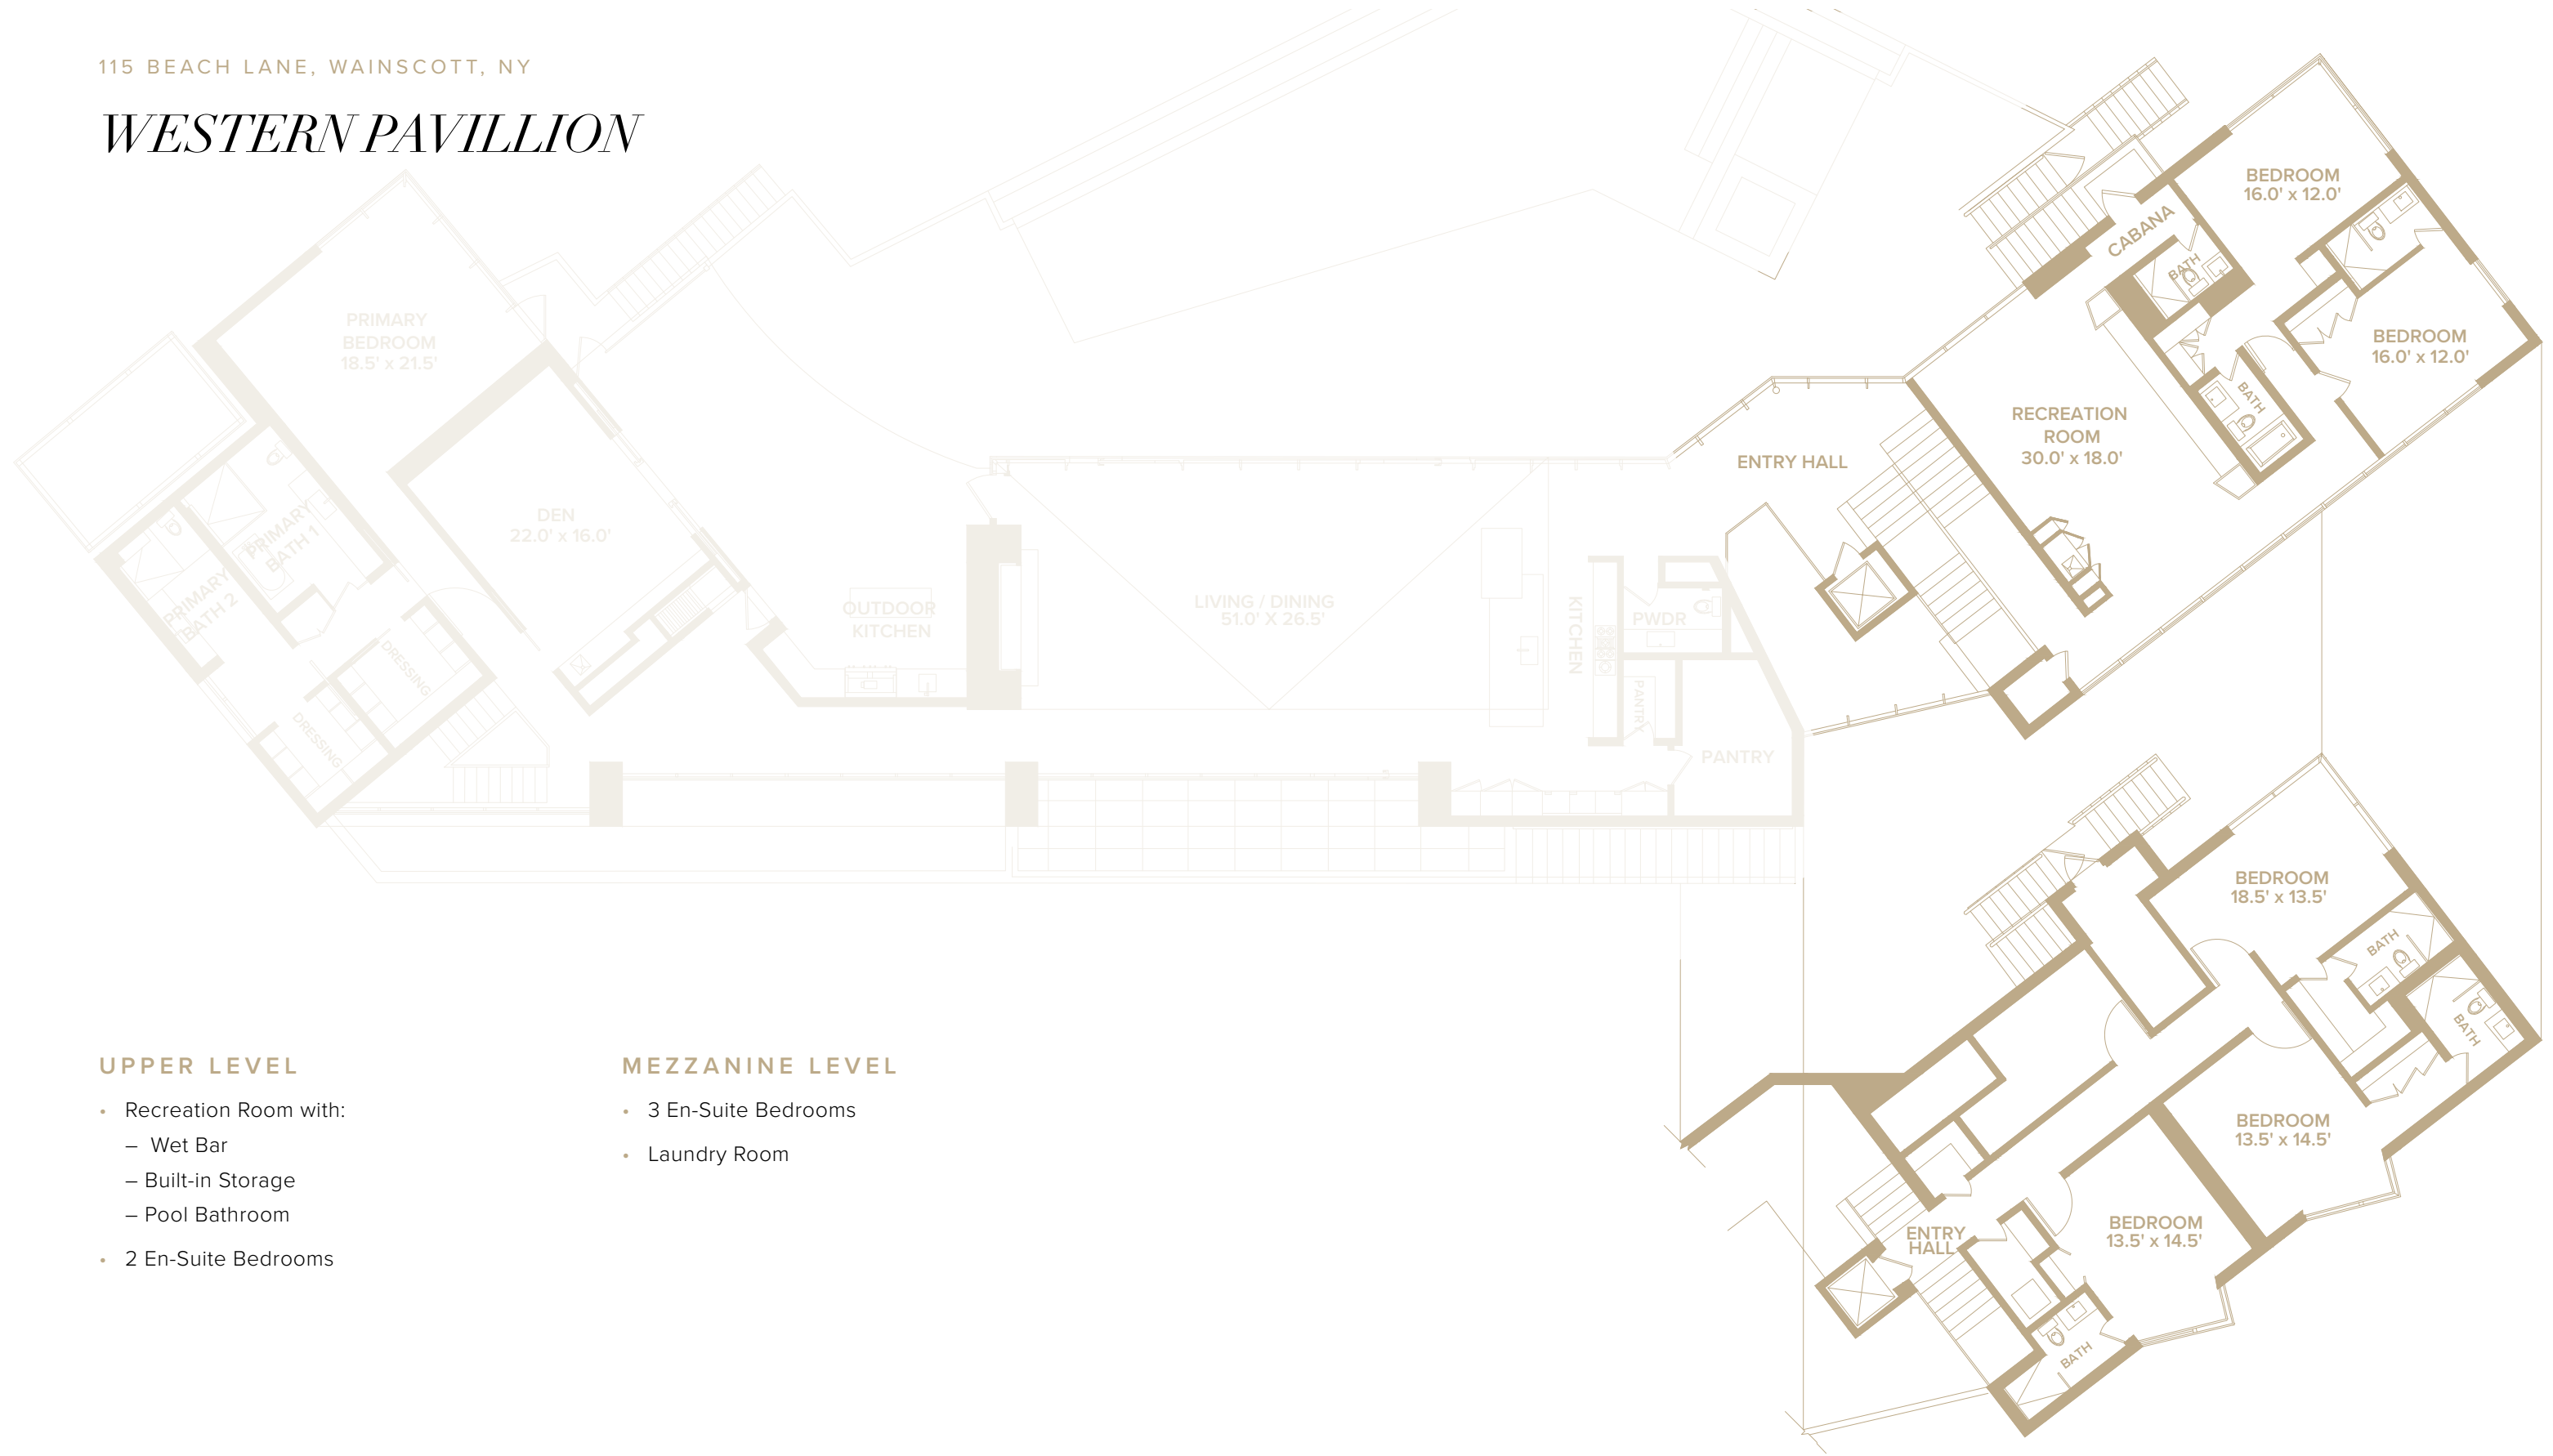 115 BEACH LANE, WAINSCOTT, NY
WESTERN PAVILLION
PRIMARY
BEDROOM
18.5' x 21.5'
PRIMARY
BATH 1
PRIMARY
BATH 2
DRESSING
DRESSING
DEN
22.0' x 16.0'
OUTDOOR
KITCHEN
LIVING / DINING
51.0' X 26.5'
KITCHEN
PWDR
PANTRY
PANTRY
ENTRY HALL
RECREATION
ROOM
30.0' x 18.0'
CABANA
BATH
BEDROOM
16.0' x 12.0'
BEDROOM
16.0' x 12.0'
BATH
BEDROOM
18.5' x 13.5'
BATH
BATH
BEDROOM
13.5' x 14.5'
BEDROOM
13.5' x 14.5'
ENTRY
HALL
BATH
UPPER LEVEL
• Recreation Room with:
– Wet Bar
– Built-in Storage
– Pool Bathroom
• 2 En-Suite Bedrooms
MEZZANINE LEVEL
• 3 En-Suite Bedrooms
• Laundry Room